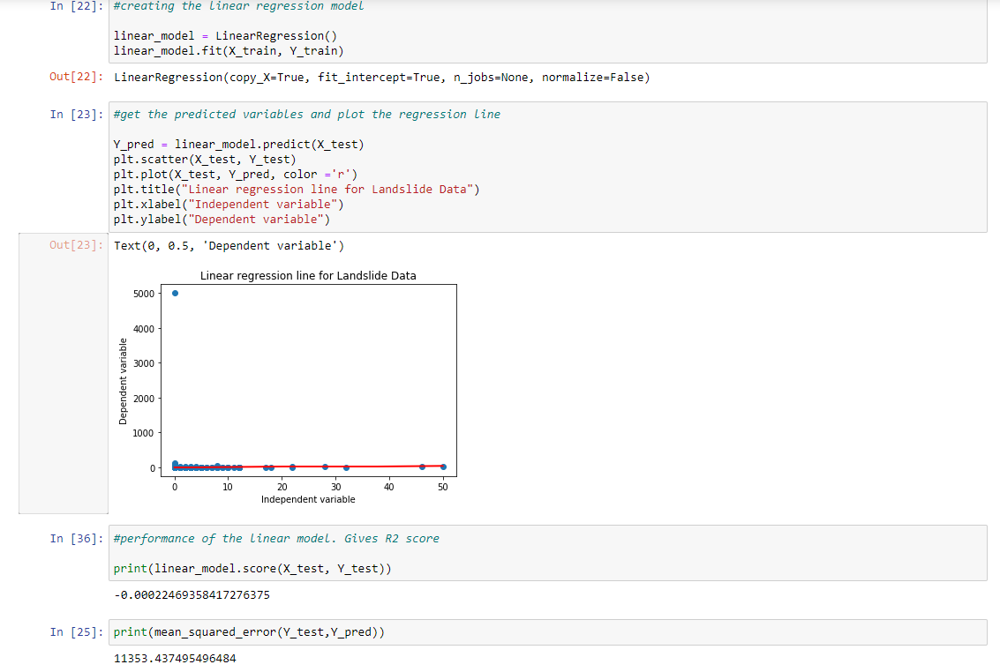 In [22]: #creating the linear regression model
linear_model = LinearRegression()
linear_model.fit(X_train, Y_train)
Out[22]: LinearRegression(copy_X=True, fit_intercept=True, n_jobs=None, normalize=False)
In [23]: #get the predicted variables and plot the regression line
Y_pred = linear_model.predict(X_test)
plt.scatter(X_test, Y_test)
plt.plot(X_test, Y_pred, color ='r')
plt.title("Linear regression line for Landslide Data")
plt.xlabel("Independent variable")
plt.ylabel("Dependent variable")
Out[23]: Text(0, 0.5, 'Dependent variable')
Linear regression line for Landslide Data
5000
4000
3000
2000
1000
0
Dependent variable
0 10 20 30 40 50
Independent variable
In [36]: #performance of the linear model. Gives R2 score
print(linear_model.score(X_test, Y_test))
-0.00022469358417276375
In [25]: print(mean_squared_error(Y_test,Y_pred))
11353.437495496484